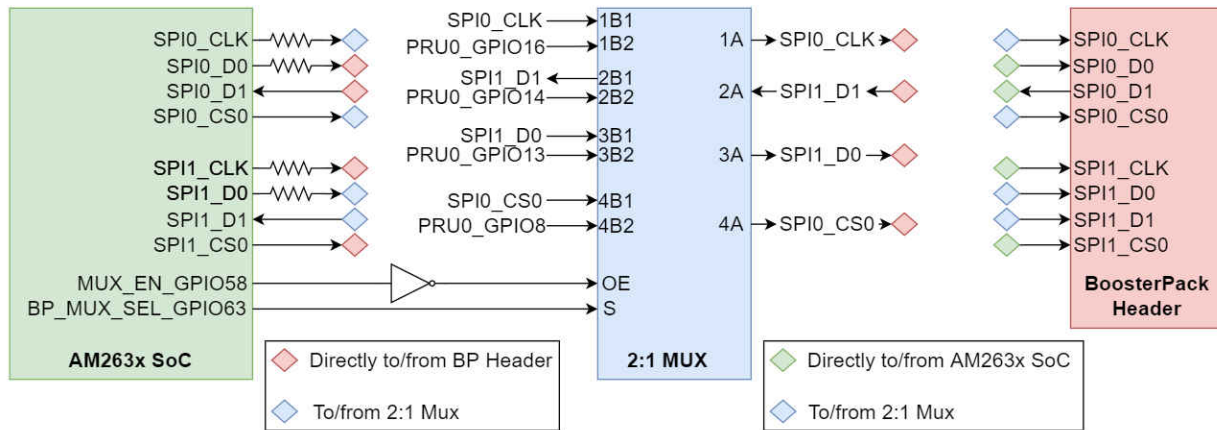 SPI0_CLK
SPI0_D0
SPI0_D1
SPI0_CS0
SPI1_CLK
SPI1_D0
SPI1_D1
SPI1_CS0
MUX_EN_GPIO58
BP_MUX_SEL_GPIO63
AM263x SoC
SPI0_CLK
PRU0_GPIO16
SPI1_D1
PRU0_GPIO14
SPI1_D0
PRU0_GPIO13
SPI0_CS0
PRU0_GPIO8
1B1
1B2
2B1
2B2
3B1
3B2
4B1
4B2
OE
S
1A
2A
3A
4A
2:1 MUX
SPI0_CLK
SPI1_D1
SPI1_D0
SPI0_CS0
SPI0_CLK
SPI0_D0
SPI0_D1
SPI0_CS0
SPI1_CLK
SPI1_D0
SPI1_D1
SPI1_CS0
BoosterPack
Header
Directly to/from BP Header
To/from 2:1 Mux
Directly to/from AM263x SoC
To/from 2:1 Mux